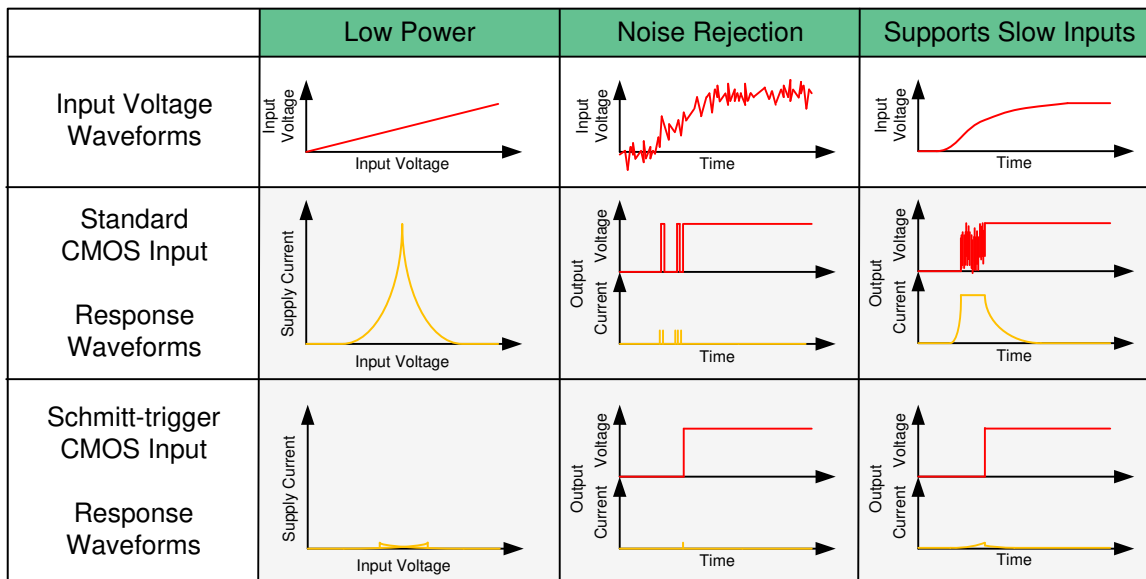 Low Power
Noise Rejection
Supports Slow Inputs
Input Voltage
Waveforms
Input
Voltage
Input Voltage
Input
Voltage
Time
Input
Voltage
Time
Standard
CMOS Input
Response
Waveforms
Supply Current
Input Voltage
Output
Voltage
Current
Time
Output
Voltage
Current
Time
Schmitt-trigger
CMOS Input
Response
Waveforms
Supply Current
Input Voltage
Output
Voltage
Current
Time
Output
Voltage
Current
Time